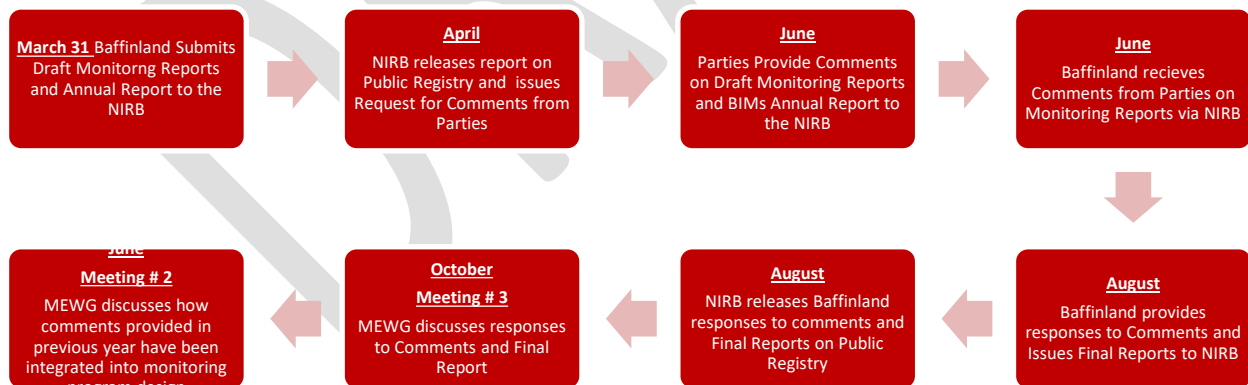 March 31 Baffinland Submits
Draft Monitorng Reports
and Annual Report to the
NIRB
April
NIRB releases report on
Public Registry and issues
Request for Comments from
Parties
June
Parties Provide Comments
on Draft Monitoring Reports
and BIMs Annual Report to
the NIRB
June
Baffinland recieves
Comments from Parties on
Monitoring Reports via NIRB
August
Baffinland provides
responses to Comments and
Issues Final Reports to NIRB
August
NIRB releases Baffinland
responses to comments and
Final Reports on Public
Registry
October
Meeting # 3
MEWG discusses responses
to Comments and Final
Report
June
Meeting # 2
MEWG discusses how
comments provided in
previous year have been
integrated into monitoring
program design